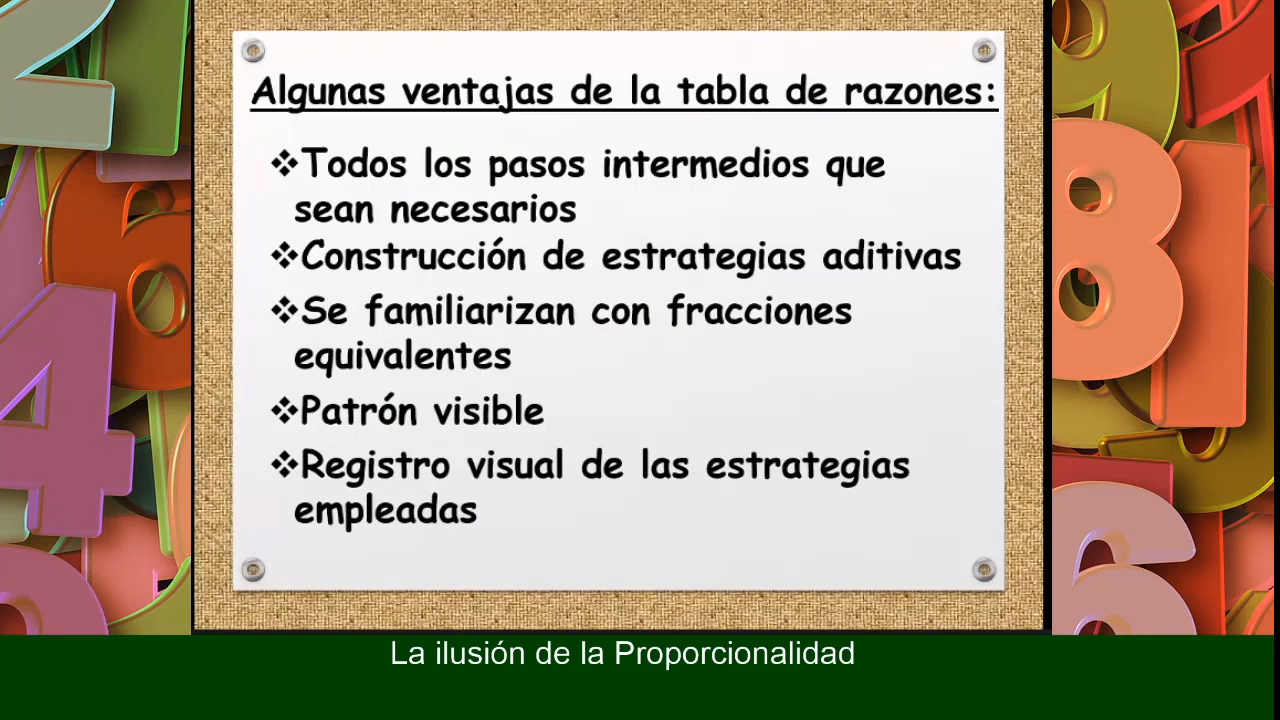 Algunas ventajas de la tabla de razones:
❖Todos los pasos intermedios que
sean necesarios
❖Construcción de estrategias aditivas
❖Se familiarizan con fracciones
equivalentes
❖Patrón visible
❖Registro visual de las estrategias
empleadas
La ilusión de la Proporcionalidad